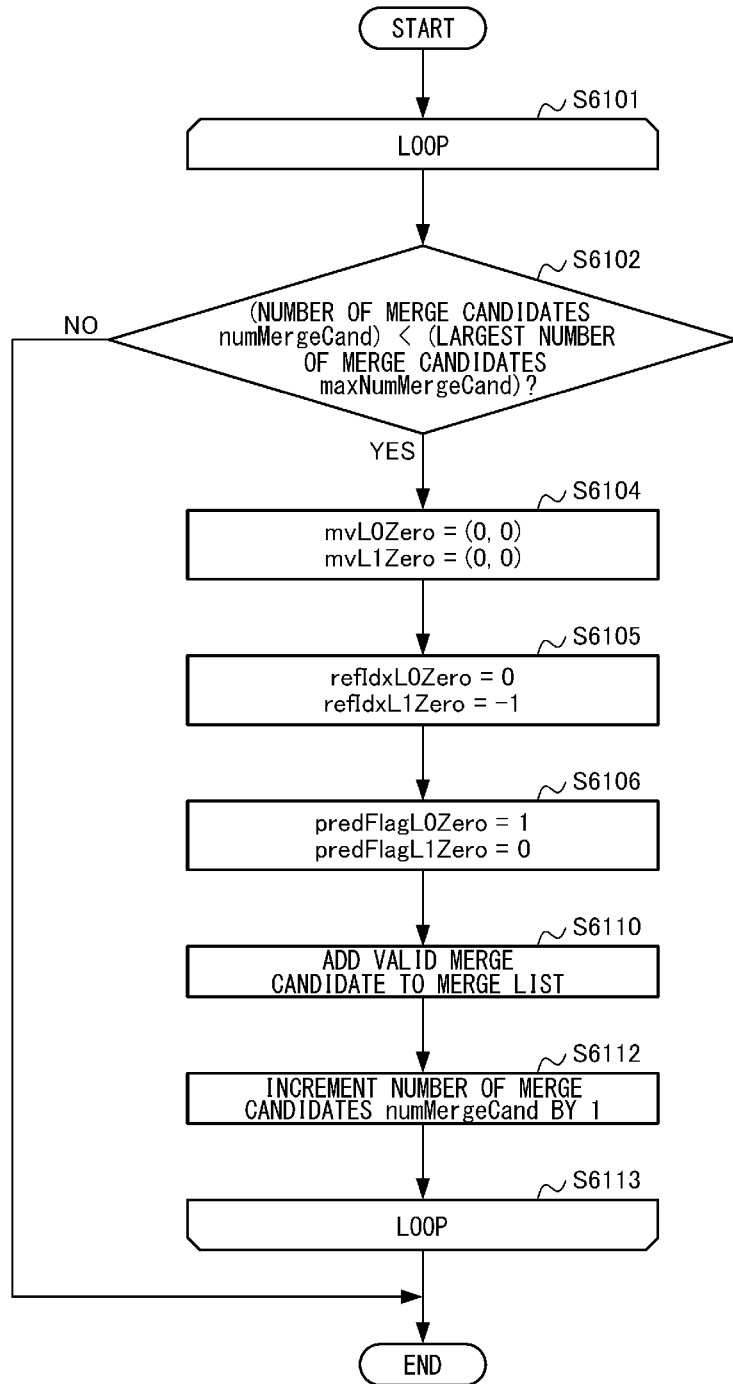 START
S6101
LOOP
S6102
(NUMBER OF MERGE CANDIDATES
numMergeCand) < (LARGEST NUMBER
OF MERGE CANDIDATES
maxNumMergeCand)?
NO
YES
S6104
mvL0Zero = (0, 0)
mvL1Zero = (0, 0)
S6105
refIdxL0Zero = 0
refIdxL1Zero = -1
S6106
predFlagL0Zero = 1
predFlagL1Zero = 0
S6110
ADD VALID MERGE
CANDIDATE TO MERGE LIST
S6112
INCREMENT NUMBER OF MERGE
CANDIDATES numMergeCand BY 1
S6113
LOOP
END